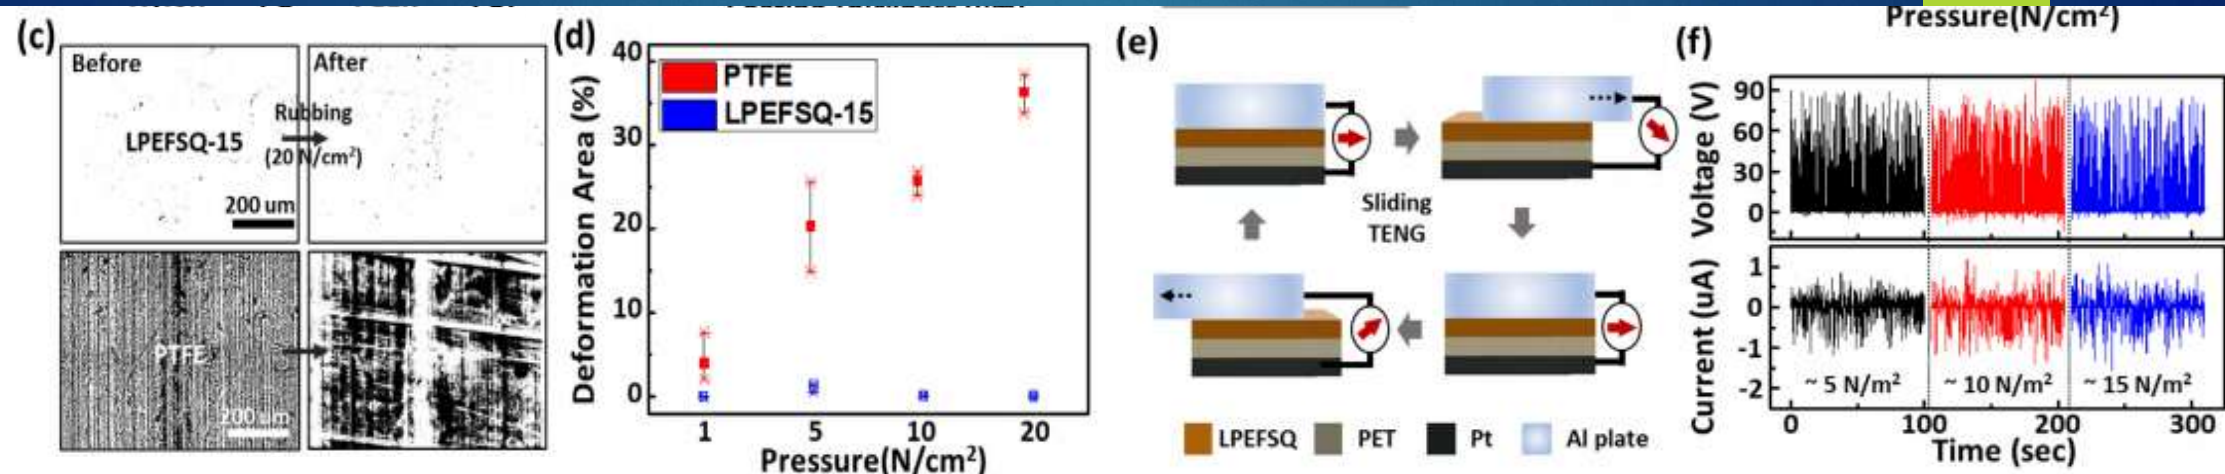 Pressure(N/cm²)
(c)
Before
After
LPEFSQ-15
Rubbing
(20 N/cm²)
200 um
PTFE
200 um
(d)
Deformation Area (%)
40
30
20
10
0
PTFE
LPEFSQ-15
1
5
10
20
Pressure(N/cm²)
(e)
Sliding
TENG
LPEFSQ
PET
Pt
Al plate
(f)
Voltage (V)
90
60
30
0
Current (uA)
1
0
-1
-2
~ 5 N/m²
~ 10 N/m²
~ 15 N/m²
0
100
200
300
Time (sec)